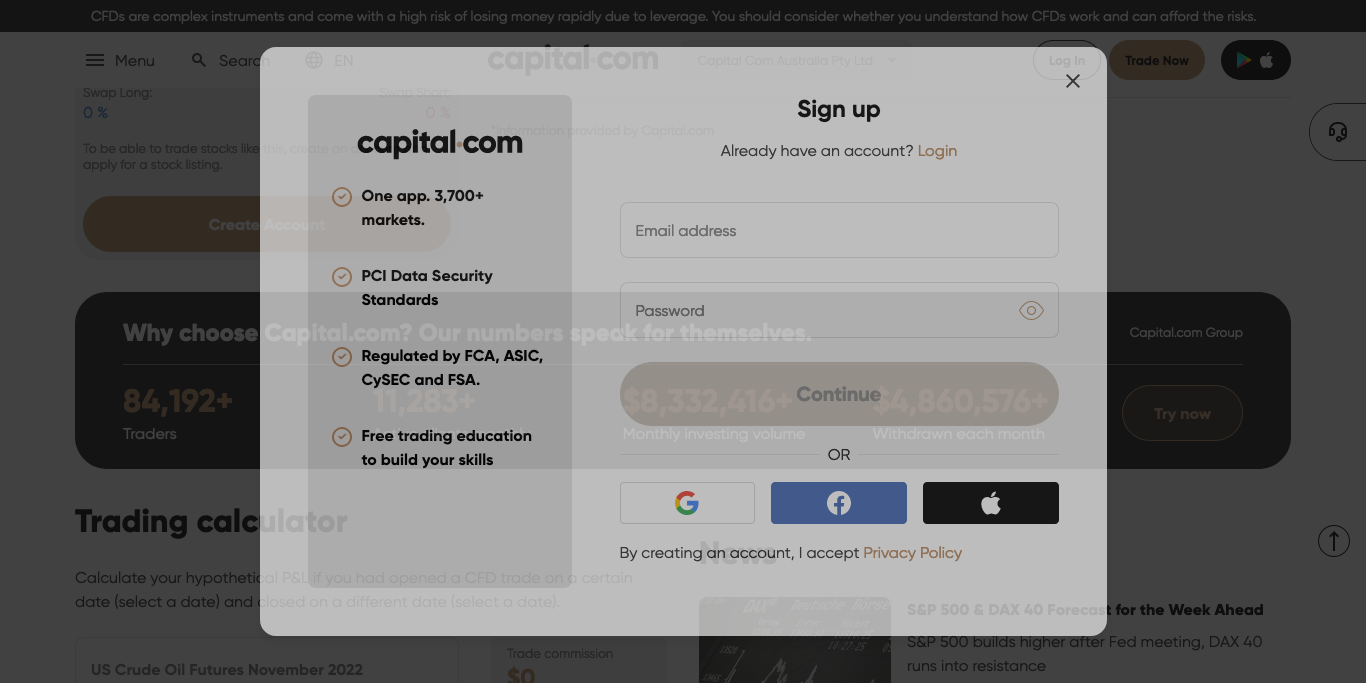 CFDs are complex instruments and come with a high risk of losing money rapidly due to leverage. You should consider whether you understand how CFDs work and can afford the risks.
Menu
Search
EN
capital.com
Capital Com Australia Pty Ltd
Log In
Trade Now
Swap Long:
Swap Short:
0 %
0 %
*Information provided by Capital.com
To be able to trade stocks like this, create an
apply for a stock listing.
Create Account
capital.com
One app. 3,700+
markets.
PCI Data Security
Standards
Regulated by FCA, ASIC,
CySEC and FSA.
Free trading education
to build your skills
Sign up
Already have an account? Login
Email address
Password
Continue
OR
By creating an account, I accept Privacy Policy
Why choose Capital.com? Our numbers speak for themselves.
Capital.com Group
84,192+
Traders
11,283+
$8,332,416+
Monthly investing volume
$4,860,576+
Withdrawn each month
Try now
Trading calculator
Calculate your hypothetical P&L if you had opened a CFD trade on a certain
date (select a date) and closed on a different date (select a date).
US Crude Oil Futures November 2022
Trade commission
$0
News
S&P 500 & DAX 40 Forecast for the Week Ahead
S&P 500 builds higher after Fed meeting, DAX 40
runs into resistance